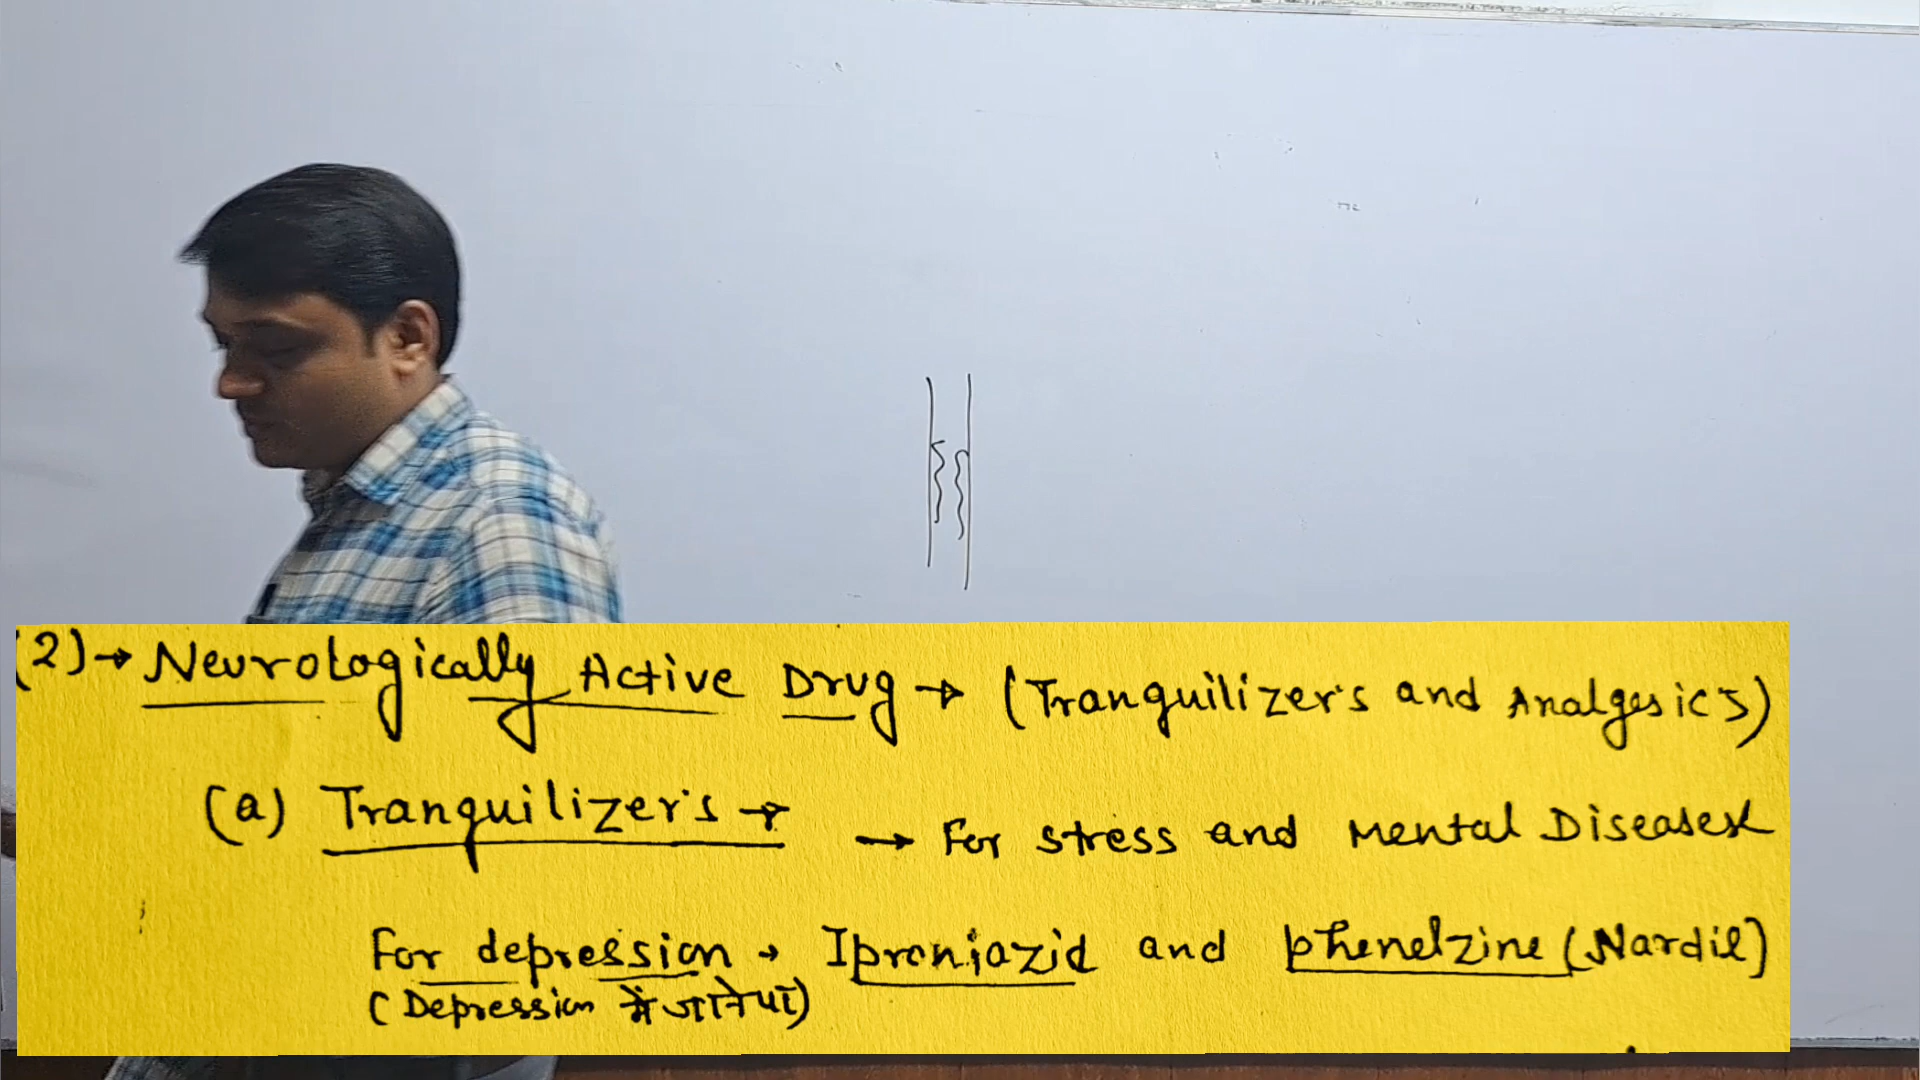 (2)→ Neurologically Active Drug → (Tranquilizer's and Analgesics)
(a) Tranquilizer's → → For stress and Mental Diseases
For depression → Iproniazid and Phenelzine (Nardil)
(Depression में जाने पर)